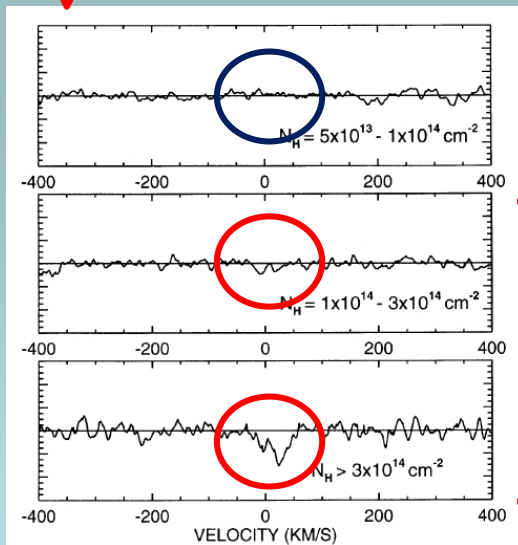 N_H = 5x10^13 - 1x10^14 cm^-2
-400 -200 0 200 400
N_H = 1x10^14 - 3x10^14 cm^-2
-400 -200 0 200 400
N_H > 3x10^14 cm^-2
-400 -200 0 200 400
VELOCITY (KM/S)